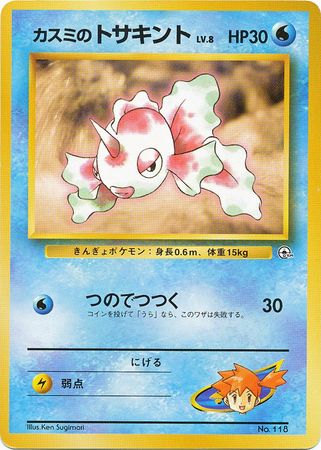 カスミのトサキント LV.8 HP30
きんぎょポケモン：身長0.6m、体重15kg
つのでつつく 30
コインを投げて「うら」なら、このワザは失敗する。
にげる
弱点
Illus.Ken Sugimori No. 118